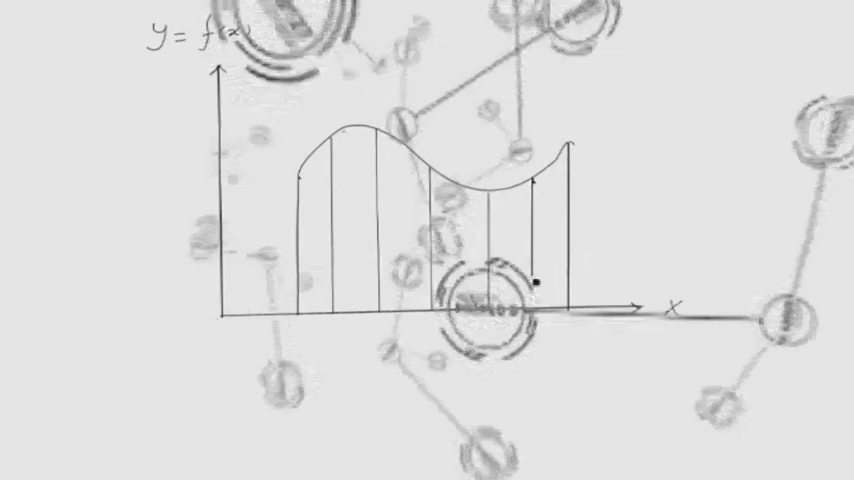 y = f(x)
x